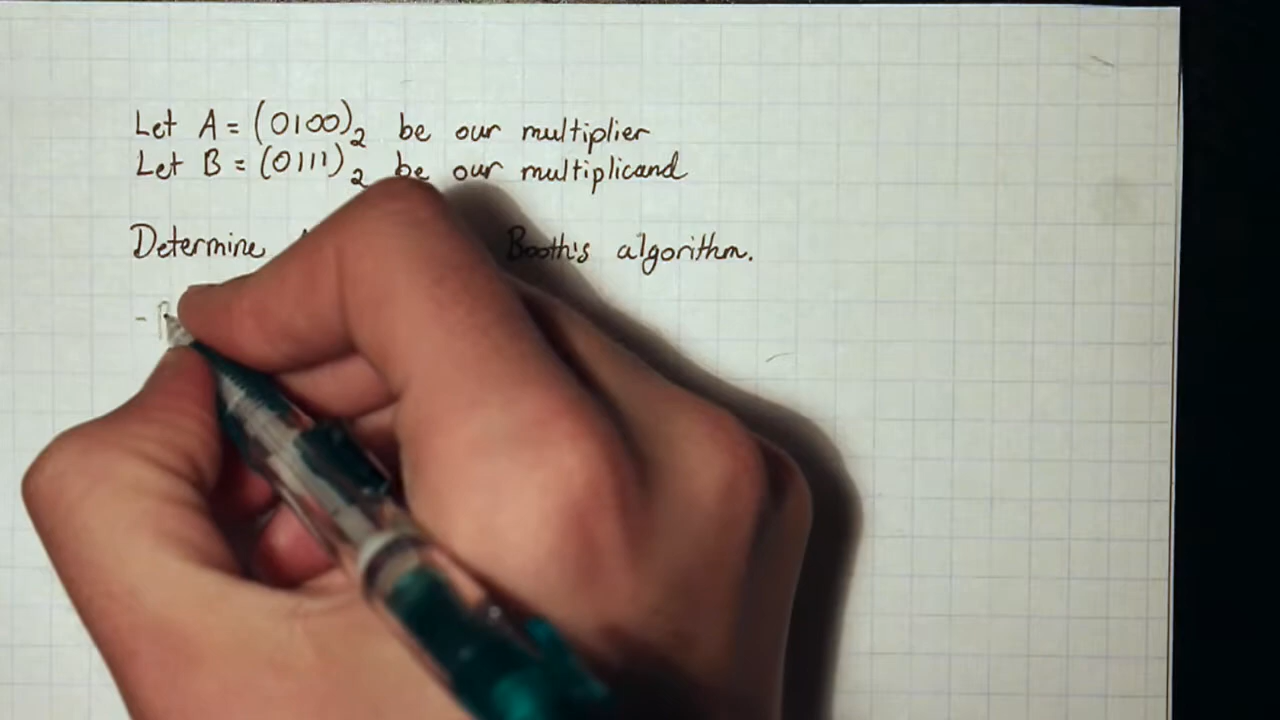 Let A = (0100)₂ be our multiplier
Let B = (0111)₂ be our multiplicand
Determine Booth's algorithm.
-